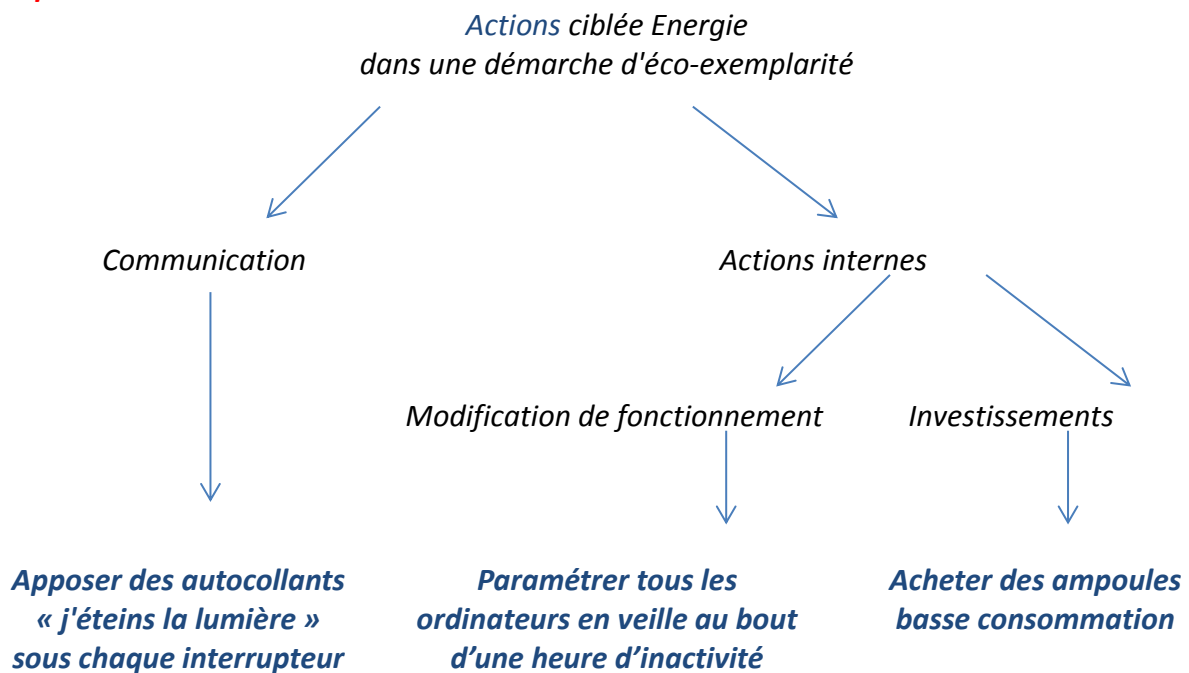 Actions ciblée Energie
dans une démarche d'éco-exemplarité
Communication
Actions internes
Modification de fonctionnement
Investissements
Apposer des autocollants
« j'éteins la lumière »
sous chaque interrupteur
Paramétrer tous les
ordinateurs en veille au bout
d’une heure d’inactivité
Acheter des ampoules
basse consommation